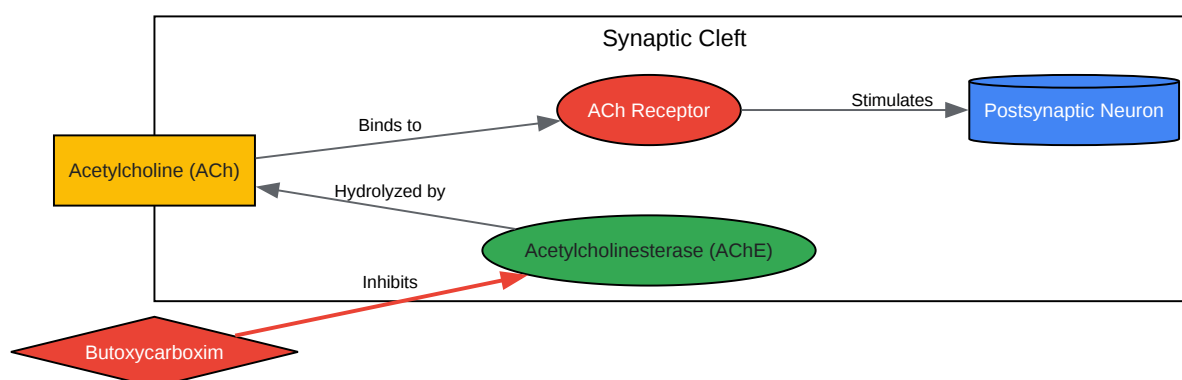 Synaptic Cleft
ACh Receptor
Stimulates
Postsynaptic Neuron
Binds to
Acetylcholine (ACh)
Hydrolyzed by
Acetylcholinesterase (AChE)
Inhibits
Butoxycarboxim